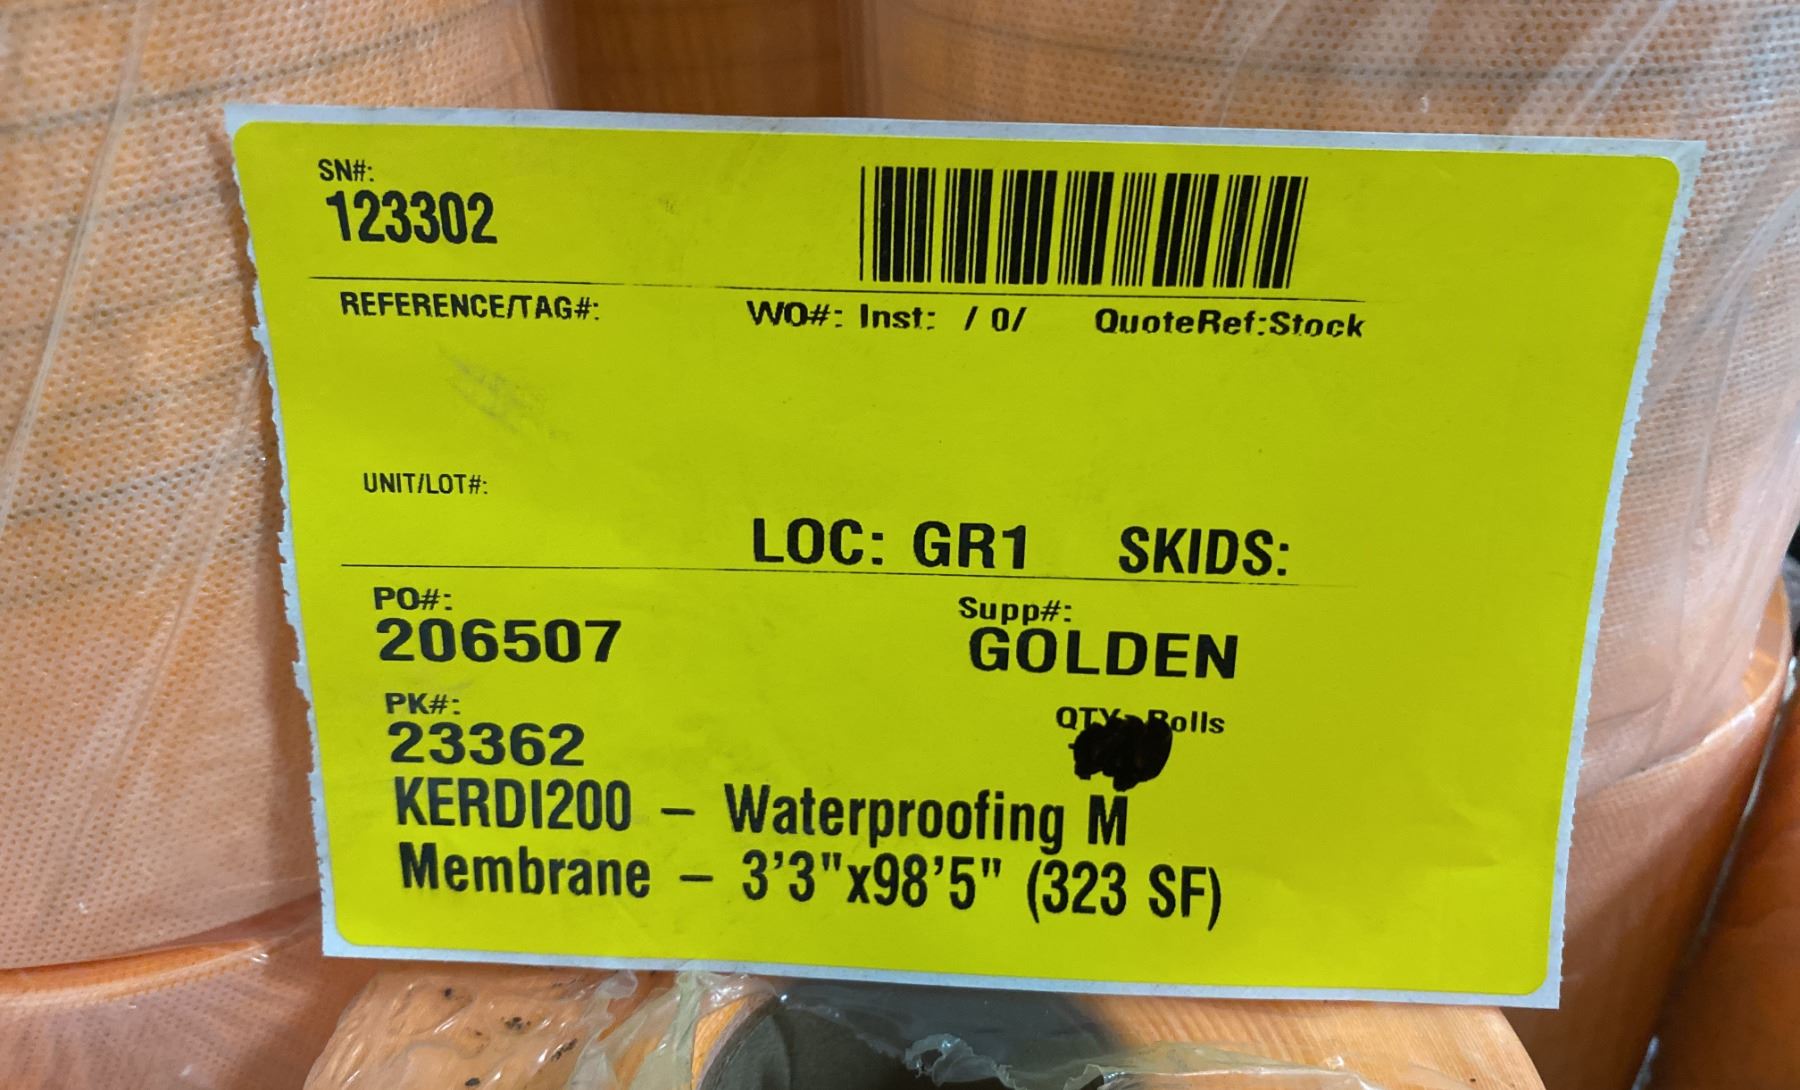 SN#:
123302
REFERENCE/TAG#: WO#: Inst: / 0/ QuoteRef:Stock
UNIT/LOT#:
LOC: GR1 SKIDS:
PO#: Supp#:
206507 GOLDEN
PK#: QTY: Rolls
23362
KERDI200 – Waterproofing M
Membrane – 3'3"x98'5" (323 SF)